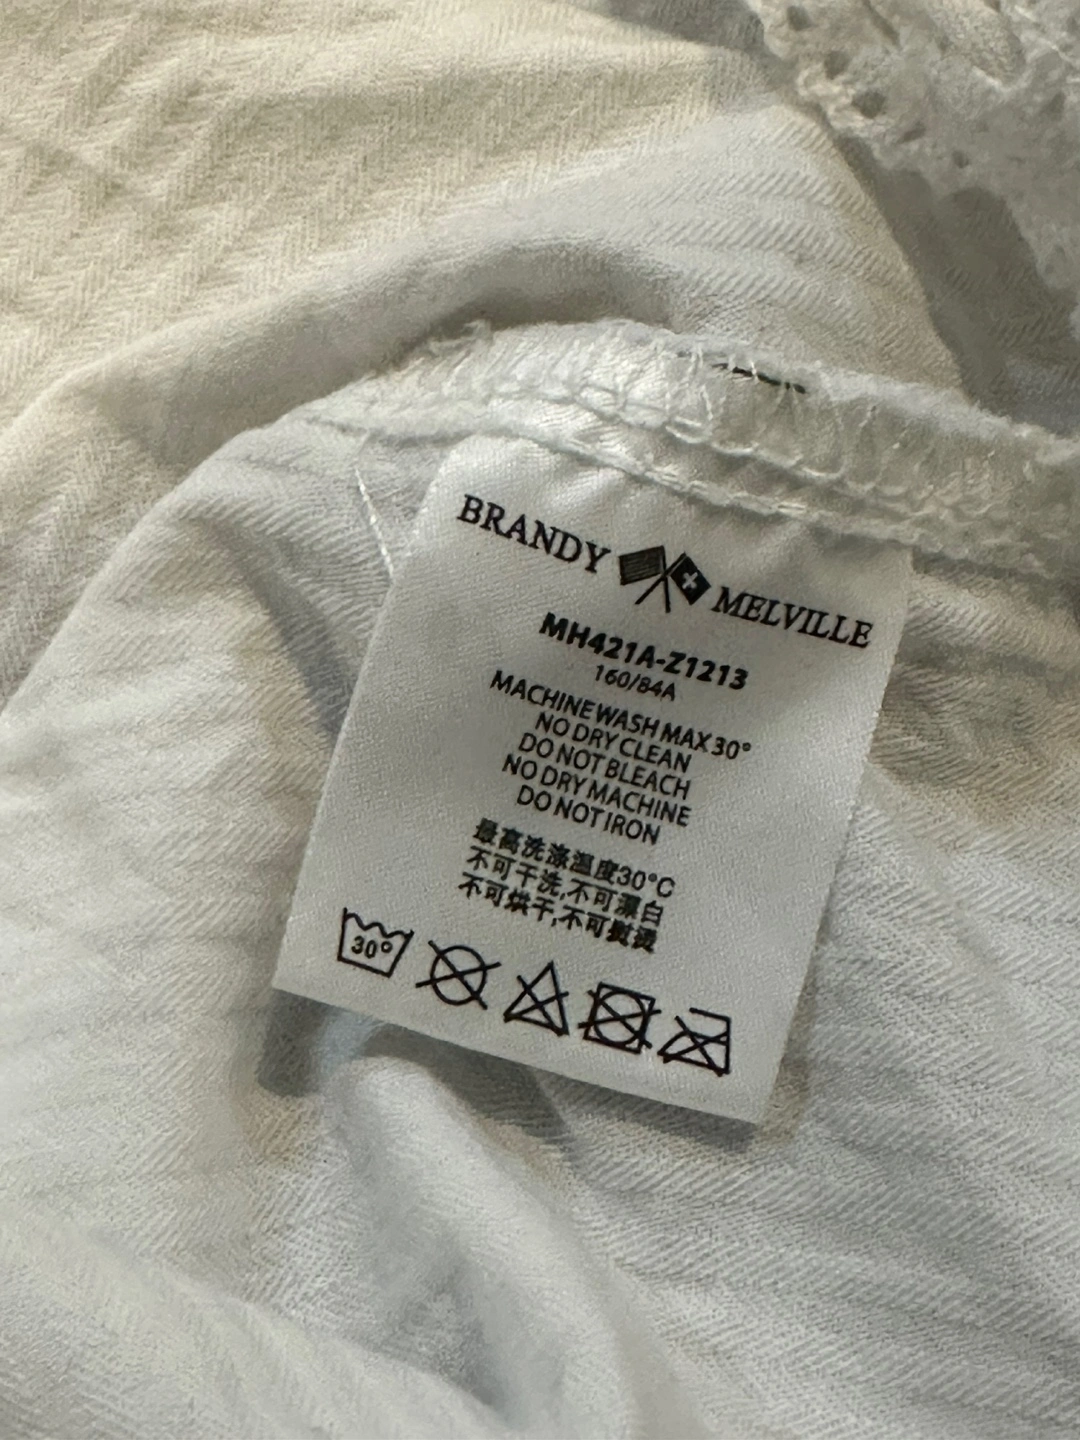 BRANDY MELVILLE
MH421A-Z1213
160/84A
MACHINE WASH MAX 30°
NO DRY CLEAN
DO NOT BLEACH
NO DRY MACHINE
DO NOT IRON
最高洗涤温度30°C
不可干洗,不可漂白
不可烘干,不可熨烫
30°